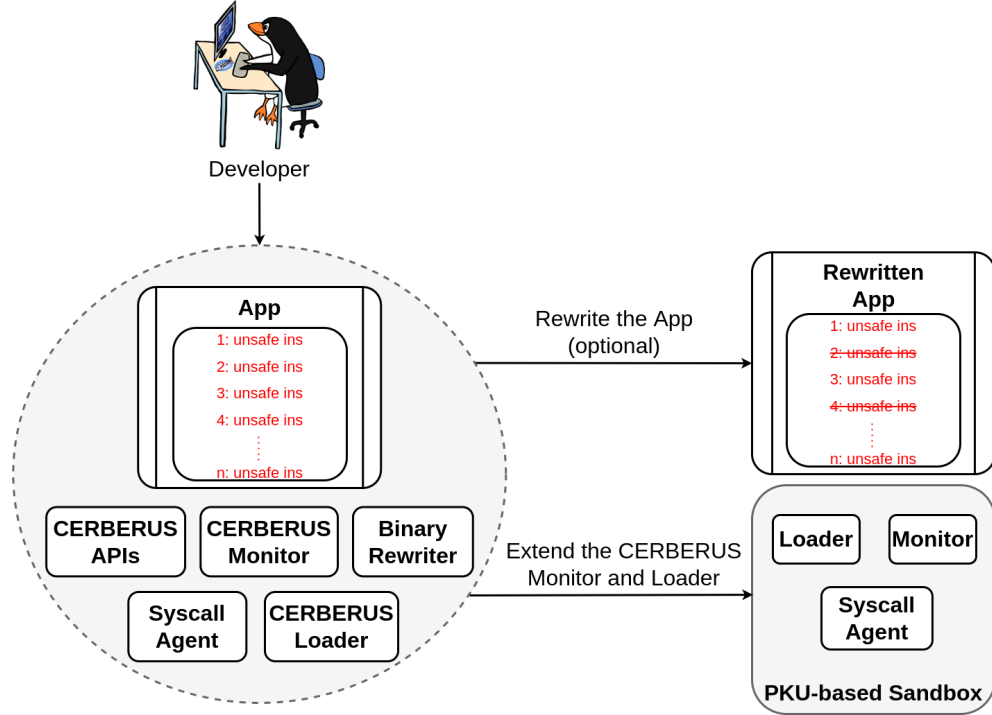 Developer
App
1: unsafe ins
2: unsafe ins
3: unsafe ins
4: unsafe ins
n: unsafe ins
CERBERUS
APIs
CERBERUS
Monitor
Binary
Rewriter
Syscall
Agent
CERBERUS
Loader
Rewrite the App
(optional)
Extend the CERBERUS
Monitor and Loader
Rewritten
App
1: unsafe ins
2: unsafe ins
3: unsafe ins
4: unsafe ins
n: unsafe ins
Loader
Monitor
Syscall
Agent
PKU-based Sandbox